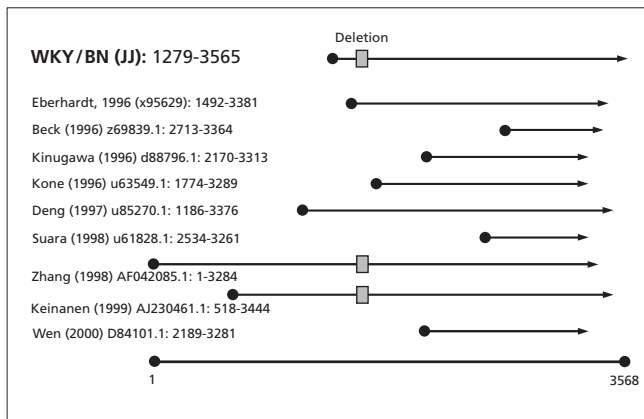 Deletion
WKY/BN (JJ): 1279-3565
Eberhardt, 1996 (x95629): 1492-3381
Beck (1996) z69839.1: 2713-3364
Kinugawa (1996) d88796.1: 2170-3313
Kone (1996) u63549.1: 1774-3289
Deng (1997) u85270.1: 1186-3376
Suara (1998) u61828.1: 2534-3261
Zhang (1998) AF042085.1: 1-3284
Keinanen (1999) AJ230461.1: 518-3444
Wen (2000) D84101.1: 2189-3281
1 3568